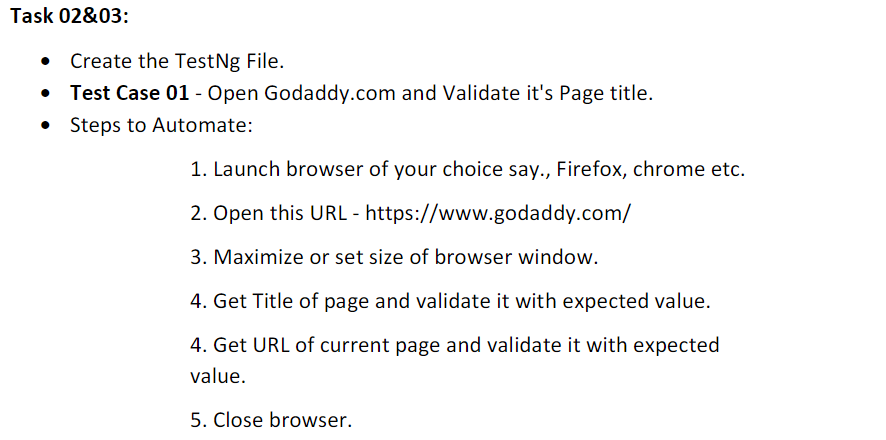 Task 02&03:
• Create the TestNg File.
• Test Case 01 - Open Godaddy.com and Validate it's Page title.
• Steps to Automate:
1. Launch browser of your choice say., Firefox, chrome etc.
2. Open this URL - https://www.godaddy.com/
3. Maximize or set size of browser window.
4. Get Title of page and validate it with expected value.
4. Get URL of current page and validate it with expected
value.
5. Close browser.